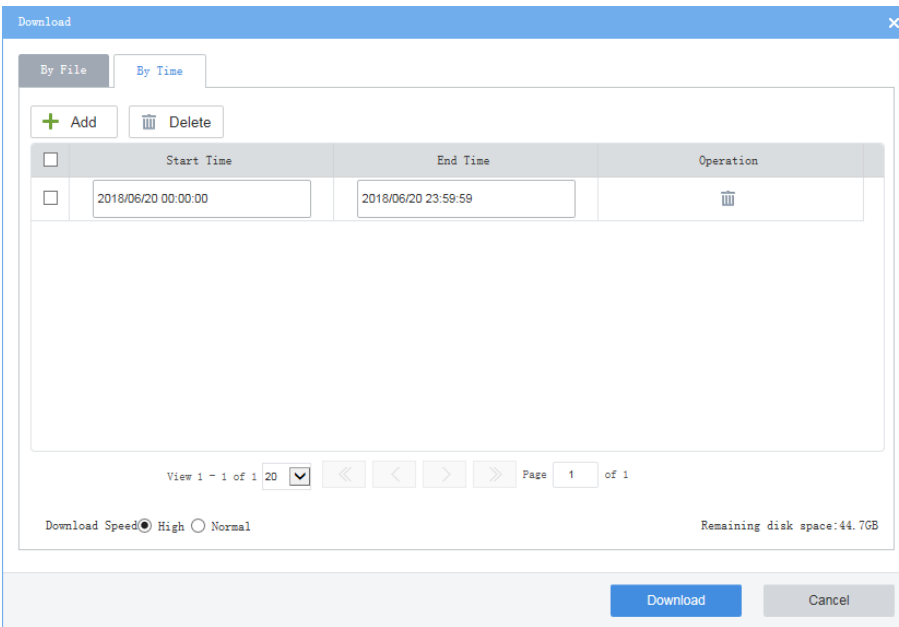 Download
By File By Time
Add Delete
Start Time End Time Operation
2018/06/20 00:00:00 2018/06/20 23:59:59
View 1 - 1 of 1 20 Page 1 of 1
Download Speed High Normal Remaining disk space:44.7GB
Download Cancel